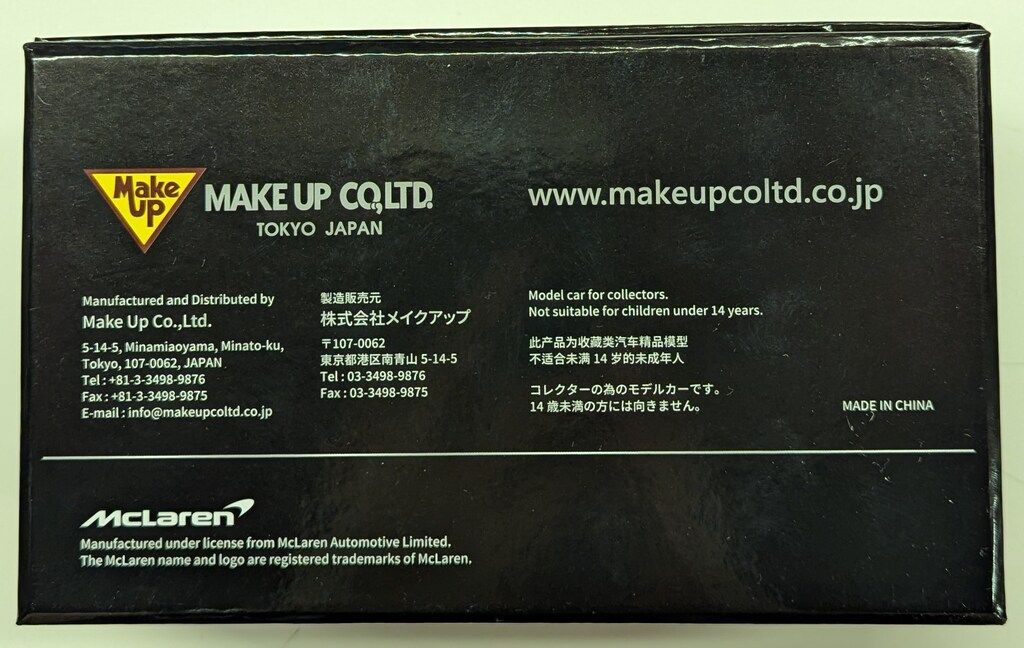 Make Up
MAKE UP CO.,LTD.
TOKYO JAPAN
www.makeupcoltd.co.jp
Manufactured and Distributed by
Make Up Co.,Ltd.
5-14-5, Minamiaoyama, Minato-ku,
Tokyo, 107-0062, JAPAN
Tel : +81-3-3498-9876
Fax : +81-3-3498-9875
E-mail : info@makeupcoltd.co.jp
製造販売元
株式会社メイクアップ
〒107-0062
東京都港区南青山 5-14-5
Tel : 03-3498-9876
Fax : 03-3498-9875
Model car for collectors.
Not suitable for children under 14 years.
此产品为收藏类汽车精品模型
不适合未满 14 岁的未成年人
コレクターの為のモデルカーです。
14 歳未満の方には向きません。
MADE IN CHINA
McLaren
Manufactured under license from McLaren Automotive Limited.
The McLaren name and logo are registered trademarks of McLaren.